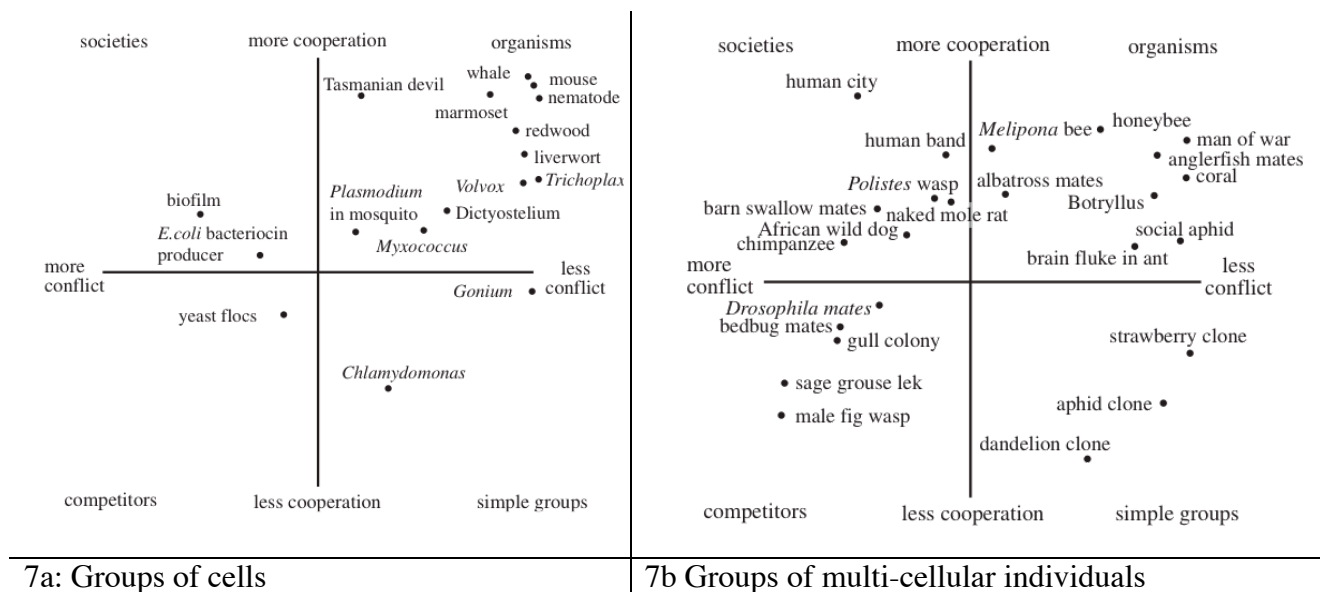 societies
more cooperation
organisms
whale
mouse
Tasmanian devil
nematode
marmoset
redwood
liverwort
Plasmodium
in mosquito
Volvox
Trichoplax
biofilm
Dictyostelium
E.coli bacteriocin
producer
Myxococcus
more
conflict
less
conflict
Gonium
yeast flocs
Chlamydomonas
competitors
less cooperation
simple groups
7a: Groups of cells
societies
more cooperation
organisms
human city
Melipona bee
honeybee
human band
man of war
anglerfish mates
Polistes wasp
albatross mates
coral
barn swallow mates
naked mole rat
Botryllus
African wild dog
social aphid
chimpanzee
brain fluke in ant
more
conflict
less
conflict
Drosophila mates
bedbug mates
gull colony
strawberry clone
sage grouse lek
aphid clone
male fig wasp
dandelion clone
competitors
less cooperation
simple groups
7b Groups of multi-cellular individuals